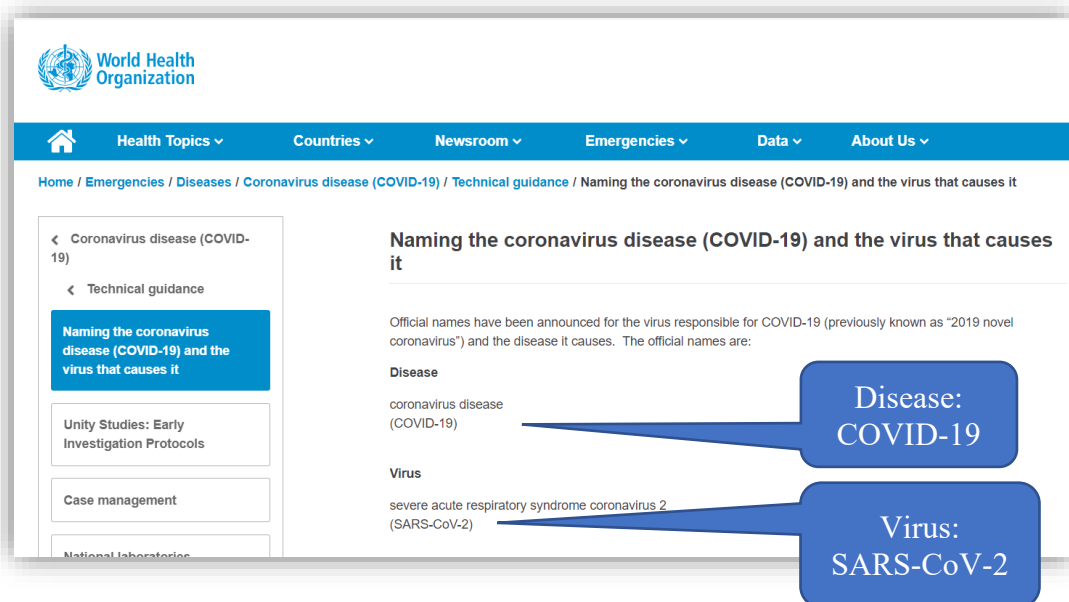 World Health
Organization
Health Topics
Countries
Newsroom
Emergencies
Data
About Us
Home / Emergencies / Diseases / Coronavirus disease (COVID-19) / Technical guidance / Naming the coronavirus disease (COVID-19) and the virus that causes it
Coronavirus disease (COVID-
19)
Technical guidance
Naming the coronavirus
disease (COVID-19) and the
virus that causes it
Unity Studies: Early
Investigation Protocols
Case management
National laboratories
Naming the coronavirus disease (COVID-19) and the virus that causes
it
Official names have been announced for the virus responsible for COVID-19 (previously known as “2019 novel
coronavirus”) and the disease it causes.  The official names are:
Disease
coronavirus disease
(COVID-19)
Disease:
COVID-19
Virus
severe acute respiratory syndrome coronavirus 2
(SARS-CoV-2)
Virus:
SARS-CoV-2